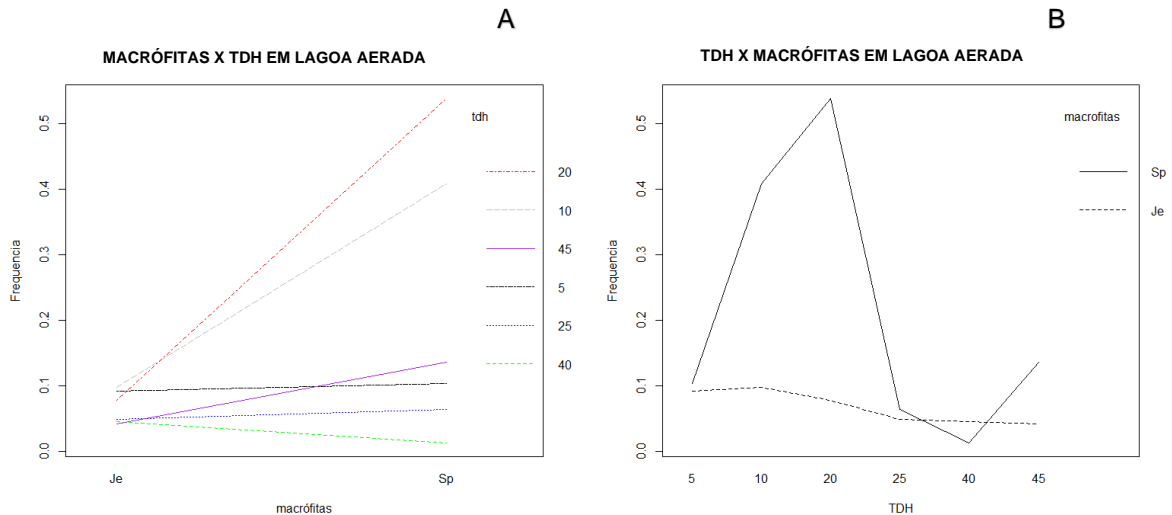 A
MACRÓFITAS X TDH EM LAGOA AERADA
tdh
20
10
45
5
25
40
Frequencia
0.5
0.4
0.3
0.2
0.1
0.0
Je
Sp
macrófitas
B
TDH X MACRÓFITAS EM LAGOA AERADA
macrofitas
Sp
Je
Frequencia
0.5
0.4
0.3
0.2
0.1
0.0
5
10
20
25
40
45
TDH